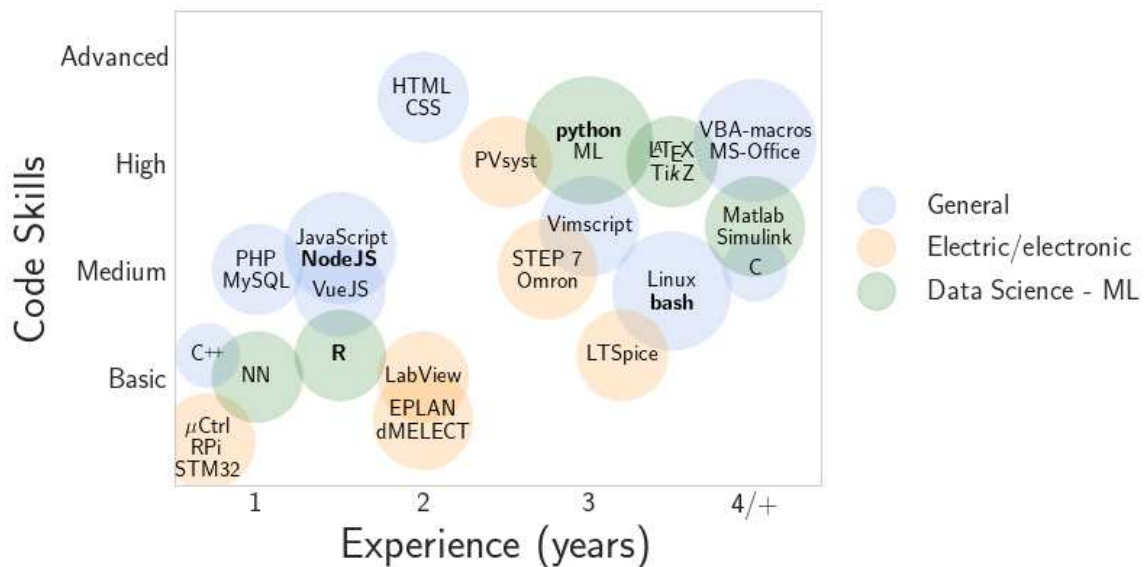 Code Skills
Advanced
High
Medium
Basic
HTML
CSS
python
ML
VBA-macros
MS-Office
PVsyst
LATEX
TikZ
Vimscript
Matlab
Simulink
JavaScript
NodeJS
VueJS
PHP
MySQL
STEP 7
Omron
Linux
bash
C
C++
NN
R
LabView
EPLAN
dMELECT
LTSpice
μCtrl
RPi
STM32
1
2
3
4/+
Experience (years)
General
Electric/electronic
Data Science - ML